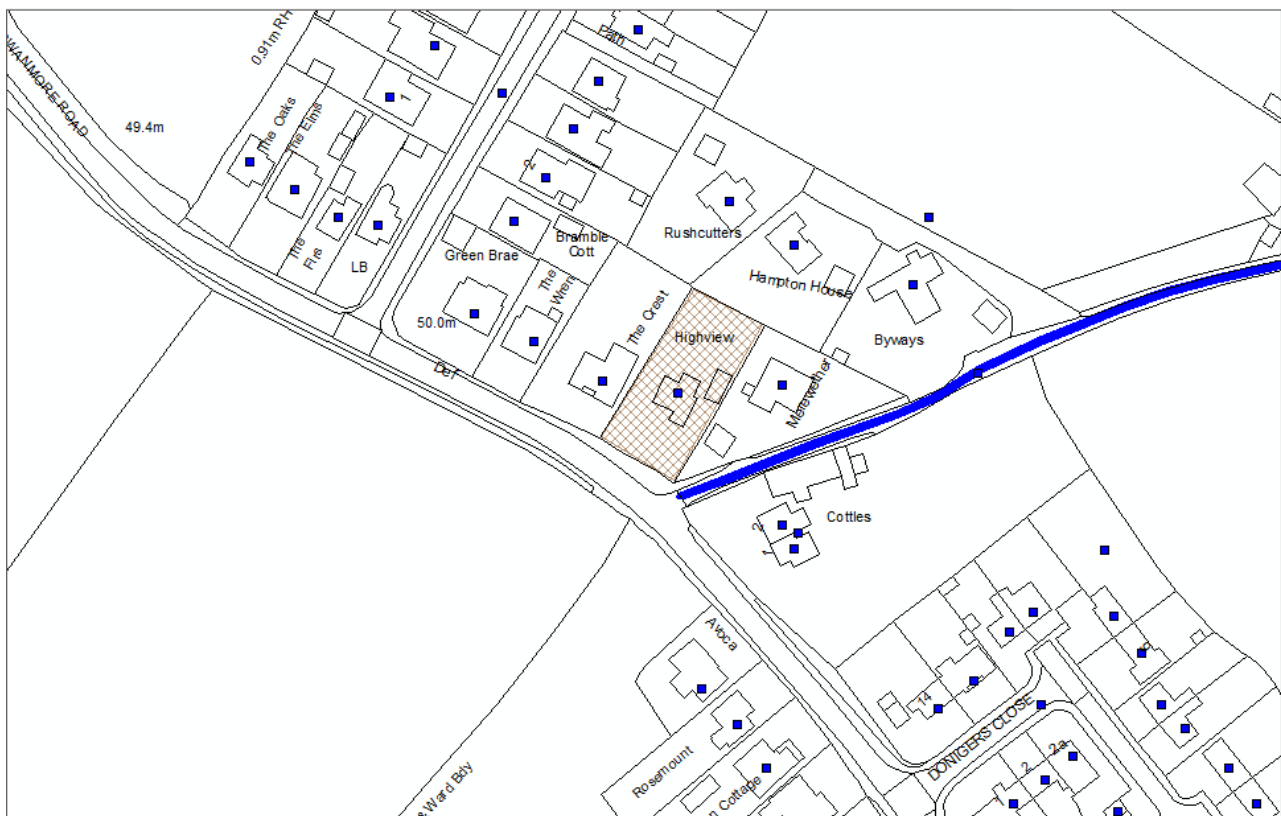 Path
0.91m RH
SWANMORE ROAD
49.4m
The Oaks
The Elms
1
2
The
Firs
LB
Green Brae
Bramble
Cott
The
Wren
Rushcutters
Hampton House
50.0m
Def
The Crest
Highview
Byways
Merewether
Cottles
2
1
Avoca
14
DONIGERS CLOSE
2a
2
1
Rosemount
n Cottage
& Ward Bdy